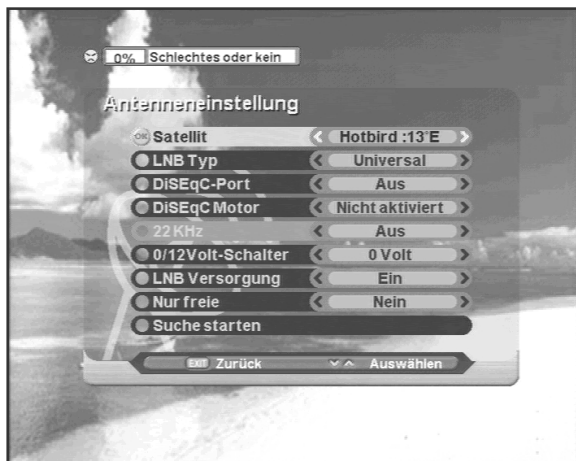 0% Schlechtes oder kein
Antenneneinstellung
OK Satellit Hotbird :13°E
LNB Typ Universal
DiSEqC-Port Aus
DiSEqC Motor Nicht aktiviert
22 KHz Aus
0/12Volt-Schalter 0 Volt
LNB Versorgung Ein
Nur freie Nein
Suche starten
EXIT Zurück Auswählen